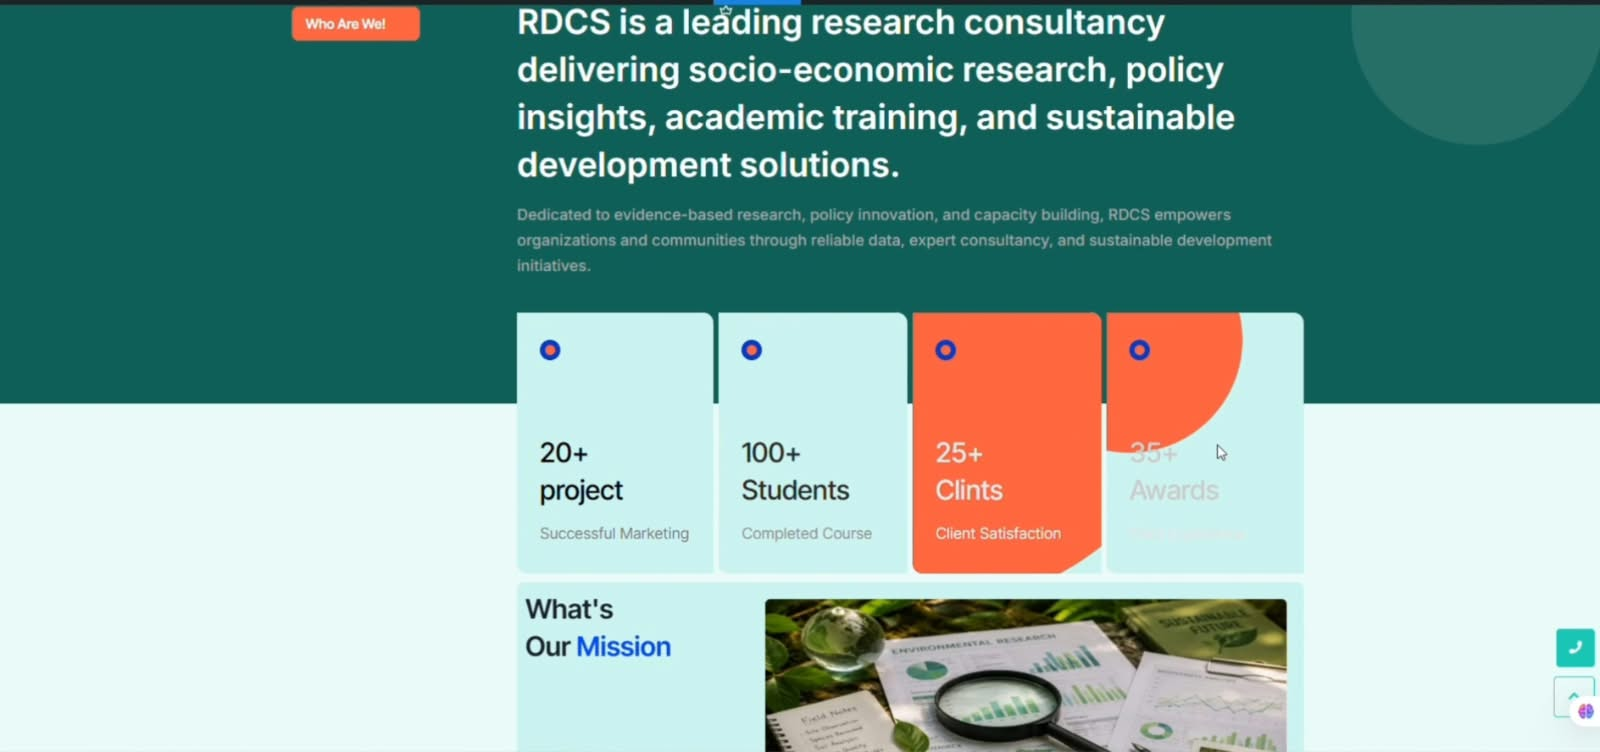 Who Are We!
RDCS is a leading research consultancy
delivering socio-economic research, policy
insights, academic training, and sustainable
development solutions.
Dedicated to evidence-based research, policy innovation, and capacity building, RDCS empowers
organizations and communities through reliable data, expert consultancy, and sustainable development
initiatives.
20+
project
Successful Marketing
100+
Students
Completed Course
25+
Clints
Client Satisfaction
35+
Awards
What's
Our Mission
ENVIRONMENTAL RESEARCH
SUSTAINABLE
FUTURE
Field Notes